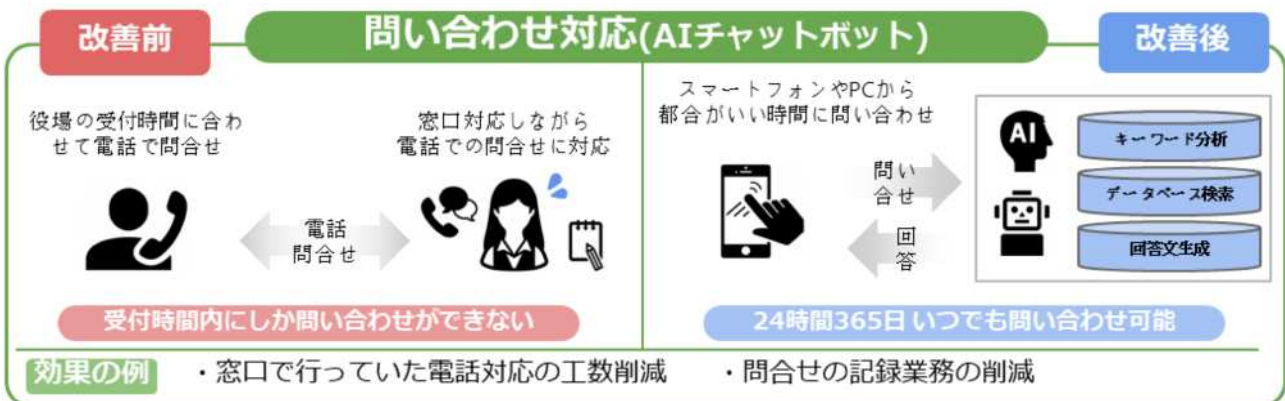 改善前
問い合わせ対応(AIチャットボット)
改善後
役場の受付時間に合わ
せて電話で問合せ
窓口対応しながら
電話での問合せに対応
電話
問合せ
受付時間内にしか問い合わせができない
スマートフォンやPCから
都合がいい時間に問い合わせ
問い
合せ
回
答
AI
キーワード分析
データベース検索
回答文生成
24時間365日 いつでも問い合わせ可能
効果の例
・窓口で行っていた電話対応の工数削減
・問合せの記録業務の削減